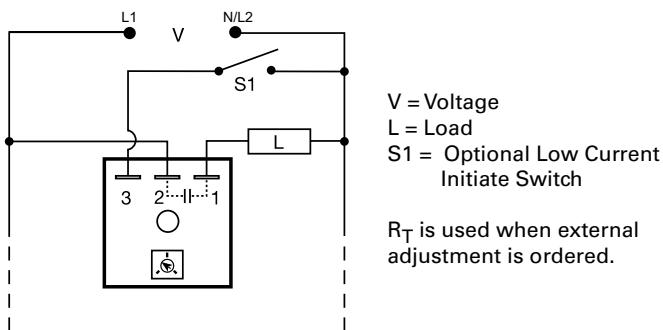 L1
N/L2
V
S1
L
3
2
1
V = Voltage
L = Load
S1 = Optional Low Current
Initiate Switch
R_T is used when external
adjustment is ordered.